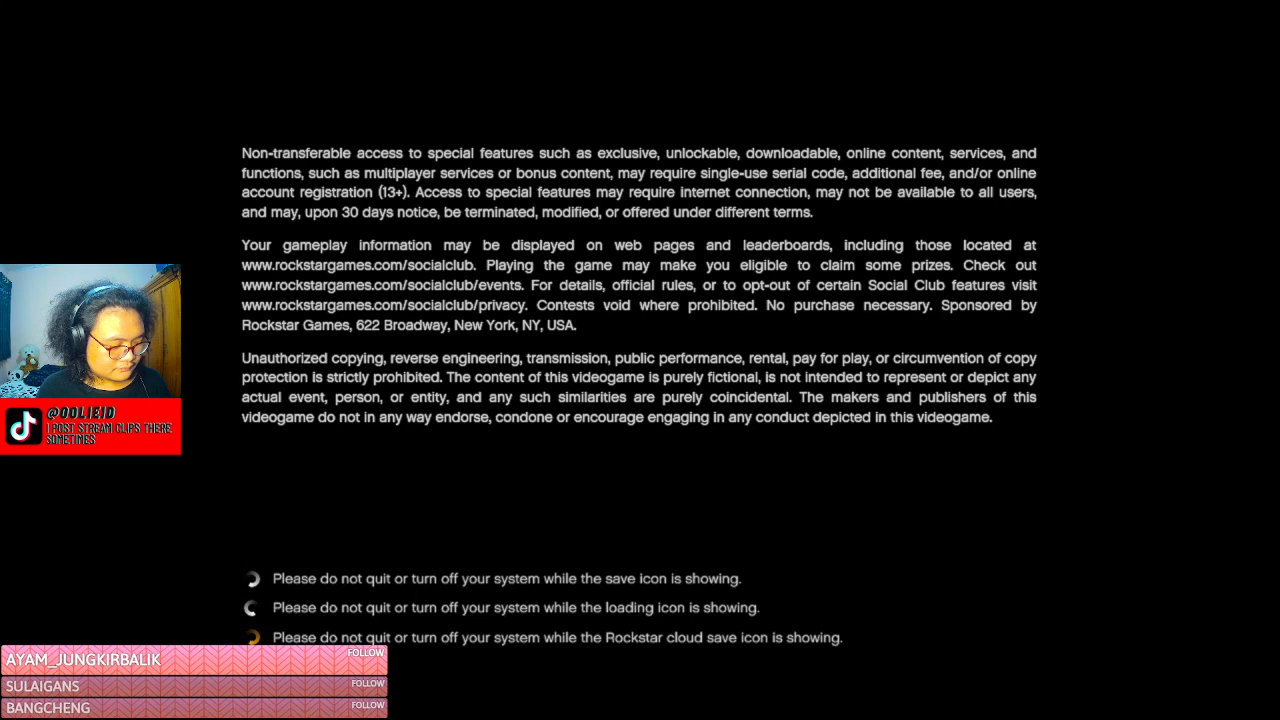 Non-transferable access to special features such as exclusive, unlockable, downloadable, online content, services, and
functions, such as multiplayer services or bonus content, may require single-use serial code, additional fee, and/or online
account registration (13+). Access to special features may require internet connection, may not be available to all users,
and may, upon 30 days notice, be terminated, modified, or offered under different terms.
Your gameplay information may be displayed on web pages and leaderboards, including those located at
www.rockstargames.com/socialclub. Playing the game may make you eligible to claim some prizes. Check out
www.rockstargames.com/socialclub/events. For details, official rules, or to opt-out of certain Social Club features visit
www.rockstargames.com/socialclub/privacy. Contests void where prohibited. No purchase necessary. Sponsored by
Rockstar Games, 622 Broadway, New York, NY, USA.
Unauthorized copying, reverse engineering, transmission, public performance, rental, pay for play, or circumvention of copy
protection is strictly prohibited. The content of this videogame is purely fictional, is not intended to represent or depict any
actual event, person, or entity, and any such similarities are purely coincidental. The makers and publishers of this
videogame do not in any way endorse, condone or encourage engaging in any conduct depicted in this videogame.
@OOLIEID
I POST STREAM CLIPS THERE
SOMETIMES
Please do not quit or turn off your system while the save icon is showing.
Please do not quit or turn off your system while the loading icon is showing.
Please do not quit or turn off your system while the Rockstar cloud save icon is showing.
AYAM_JUNGKIRBALIK FOLLOW
SULAIGANS FOLLOW
BANGCHENG FOLLOW